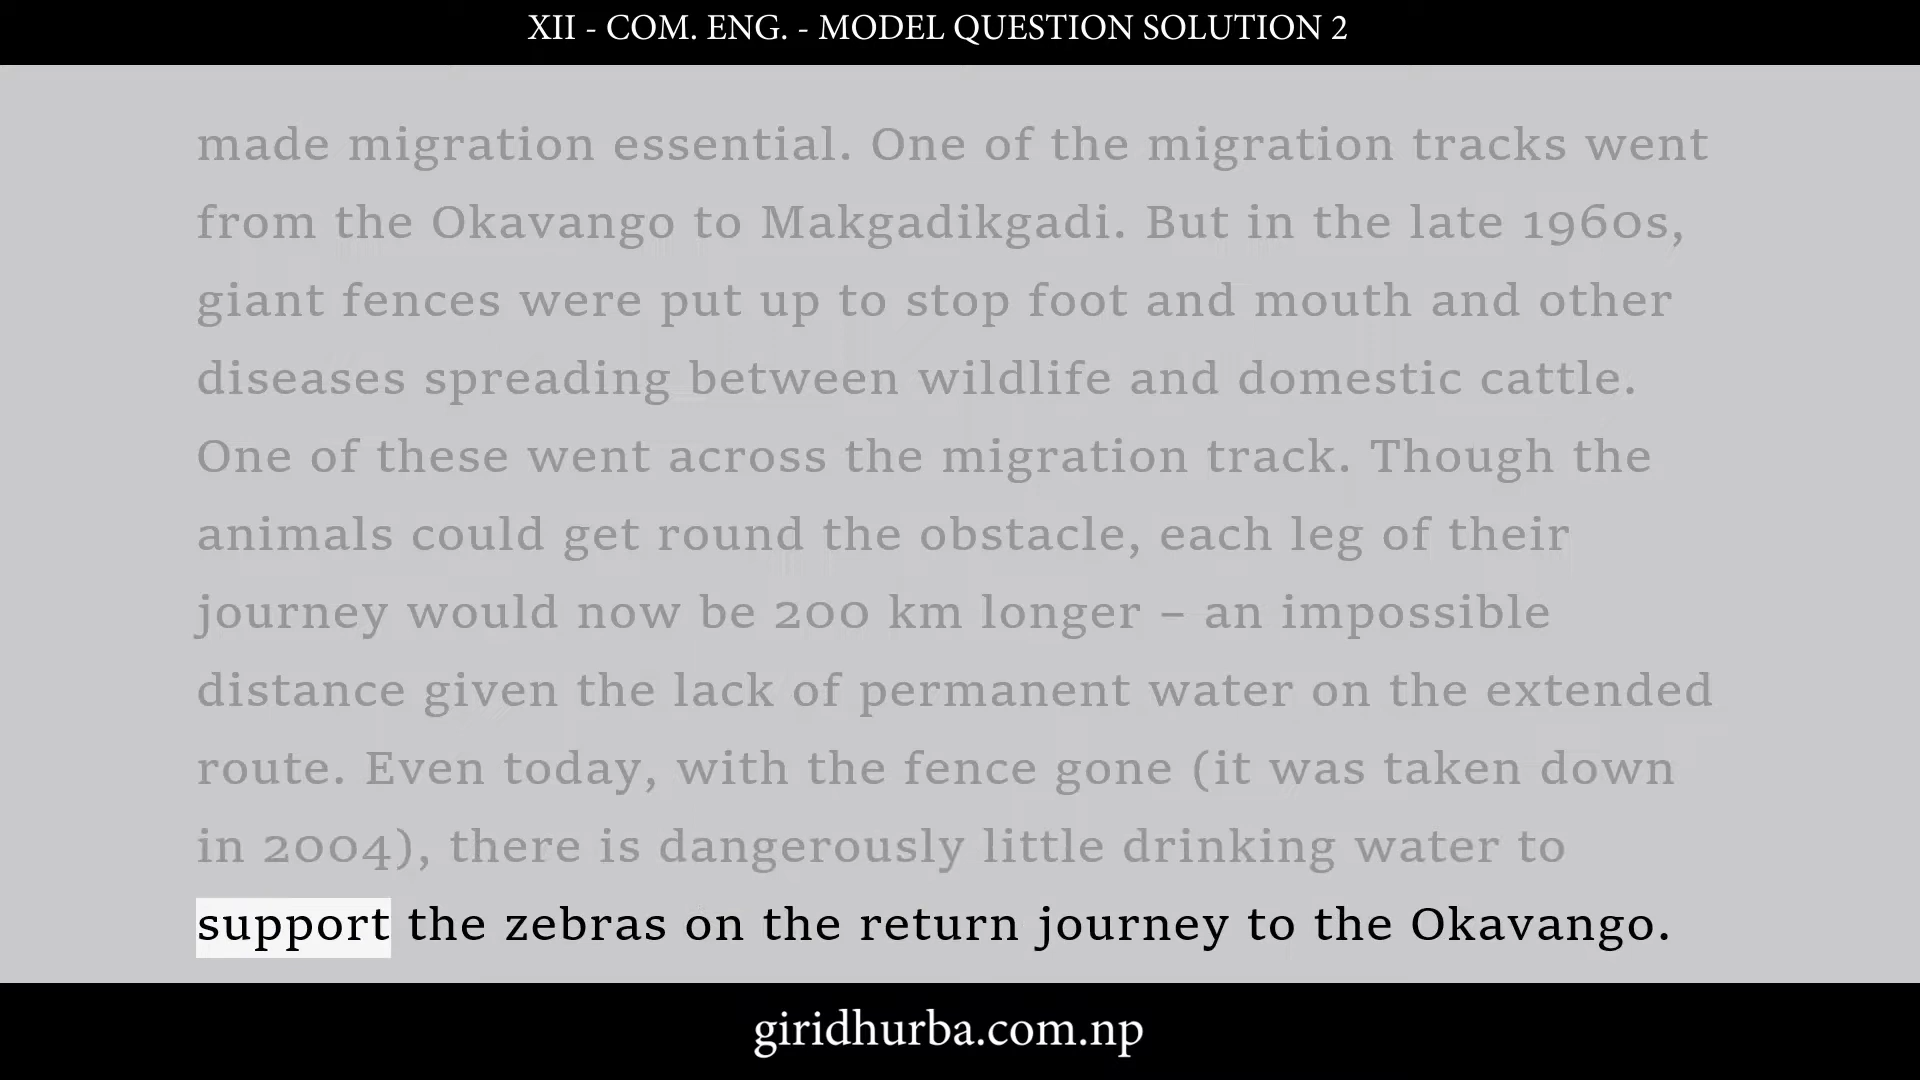 XII - COM. ENG. - MODEL QUESTION SOLUTION 2
made migration essential. One of the migration tracks went
from the Okavango to Makgadikgadi. But in the late 1960s,
giant fences were put up to stop foot and mouth and other
diseases spreading between wildlife and domestic cattle.
One of these went across the migration track. Though the
animals could get round the obstacle, each leg of their
journey would now be 200 km longer – an impossible
distance given the lack of permanent water on the extended
route. Even today, with the fence gone (it was taken down
in 2004), there is dangerously little drinking water to
support the zebras on the return journey to the Okavango.
giridhurba.com.np